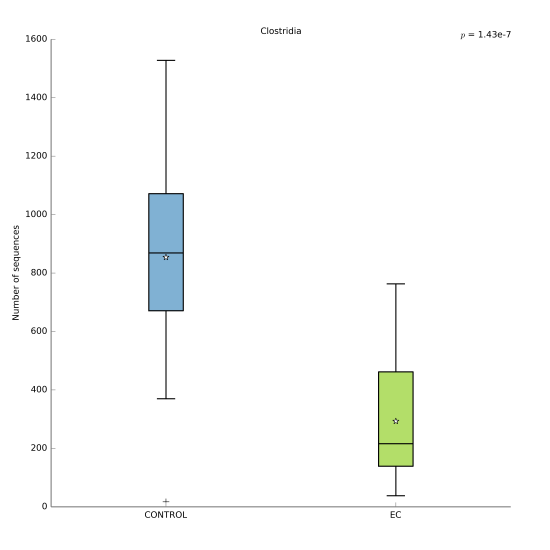 Clostridia
p = 1.43e-7
Number of sequences
1600
1400
1200
1000
800
600
400
200
0
CONTROL
EC